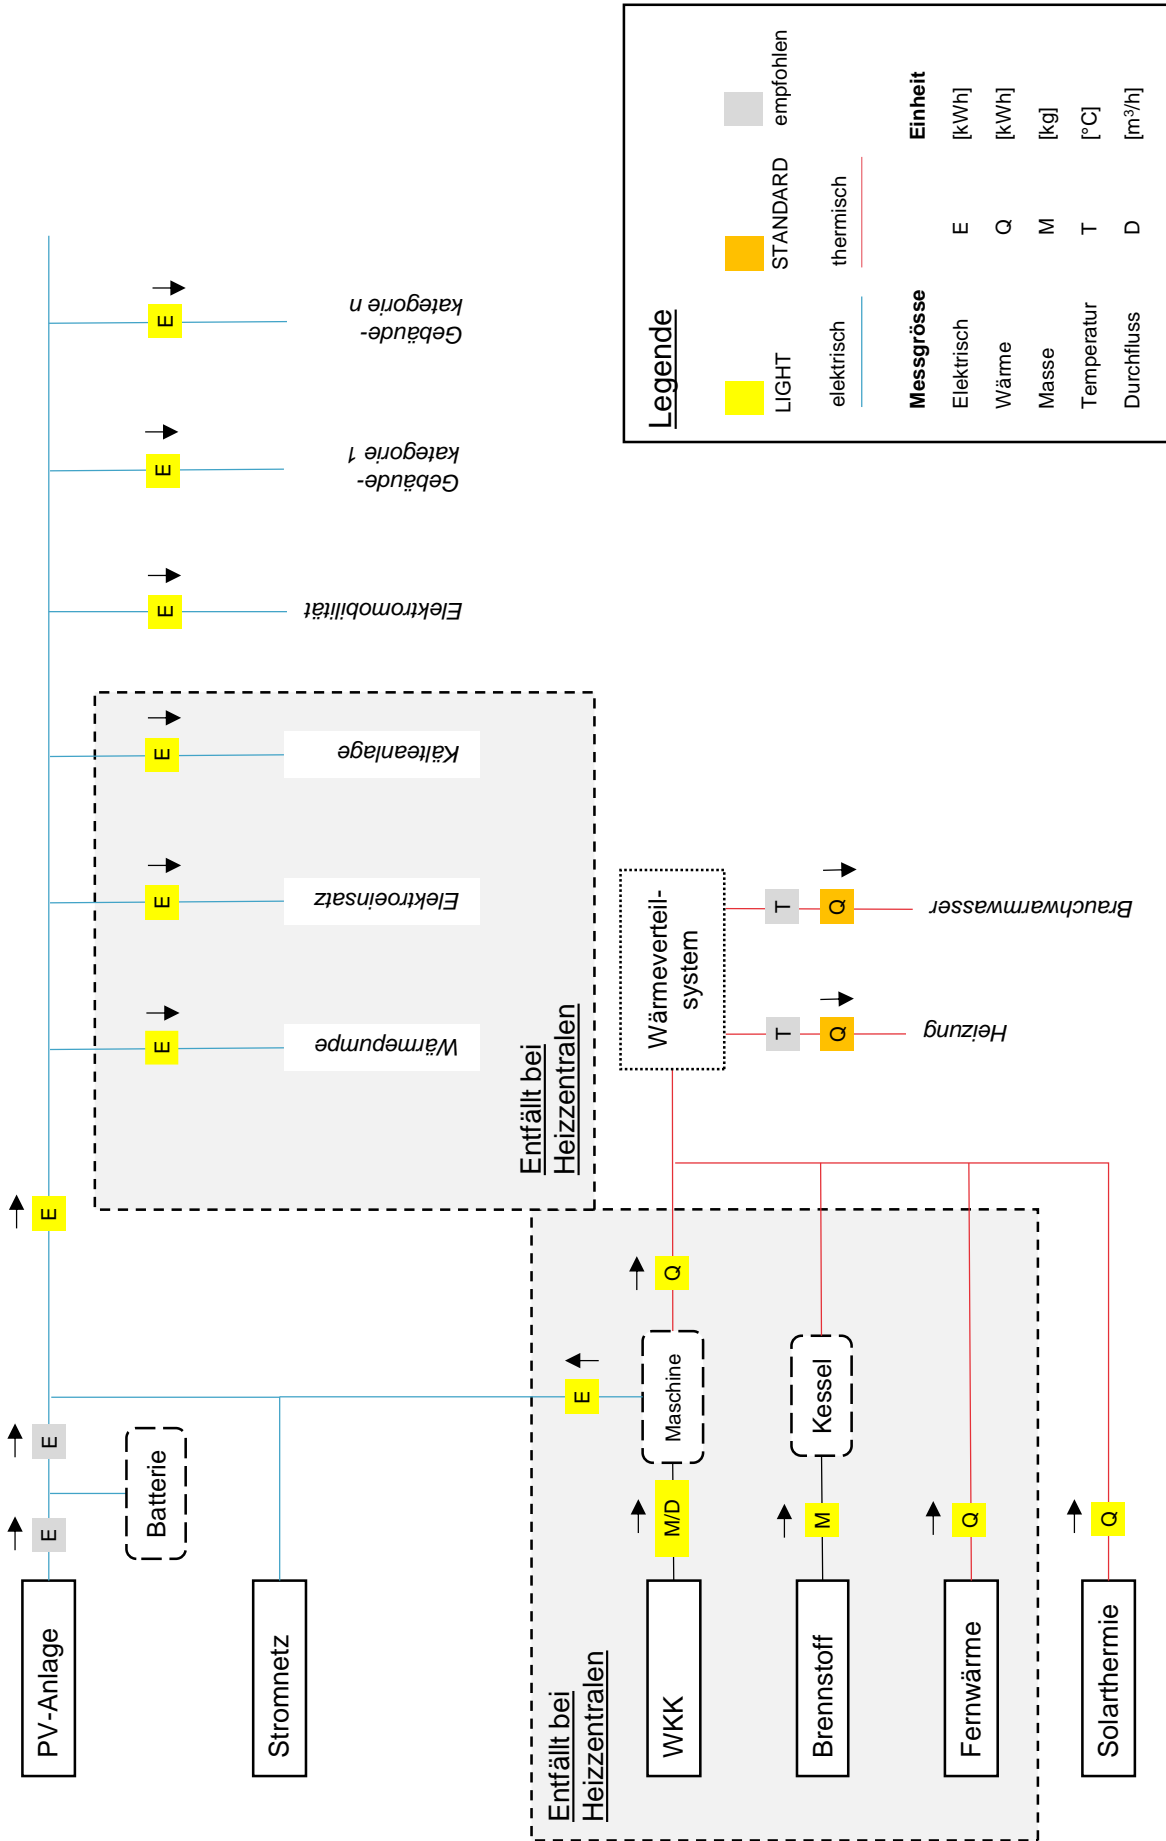 PV-Anlage
E
E
Batterie
E
Stromnetz
E
Wärmepumpe
E
Elektroeinsatz
E
Kälteanlage
Entfällt bei
Heizzentralen
E
Elektromobilität
E
Gebäude-
kategorie 1
E
Gebäude-
kategorie n
Entfällt bei
Heizzentralen
WKK
M/D
Maschine
E
Q
Brennstoff
M
Kessel
Fernwärme
Q
Solarthermie
Q
Wärmeverteil-
system
T
Q
Heizung
T
Q
Brauchwarmwasser
Legende
LIGHT
STANDARD
empfohlen
elektrisch
thermisch
Messgrösse Einheit
Elektrisch E [kWh]
Wärme Q [kWh]
Masse M [kg]
Temperatur T [°C]
Durchfluss D [m³/h]